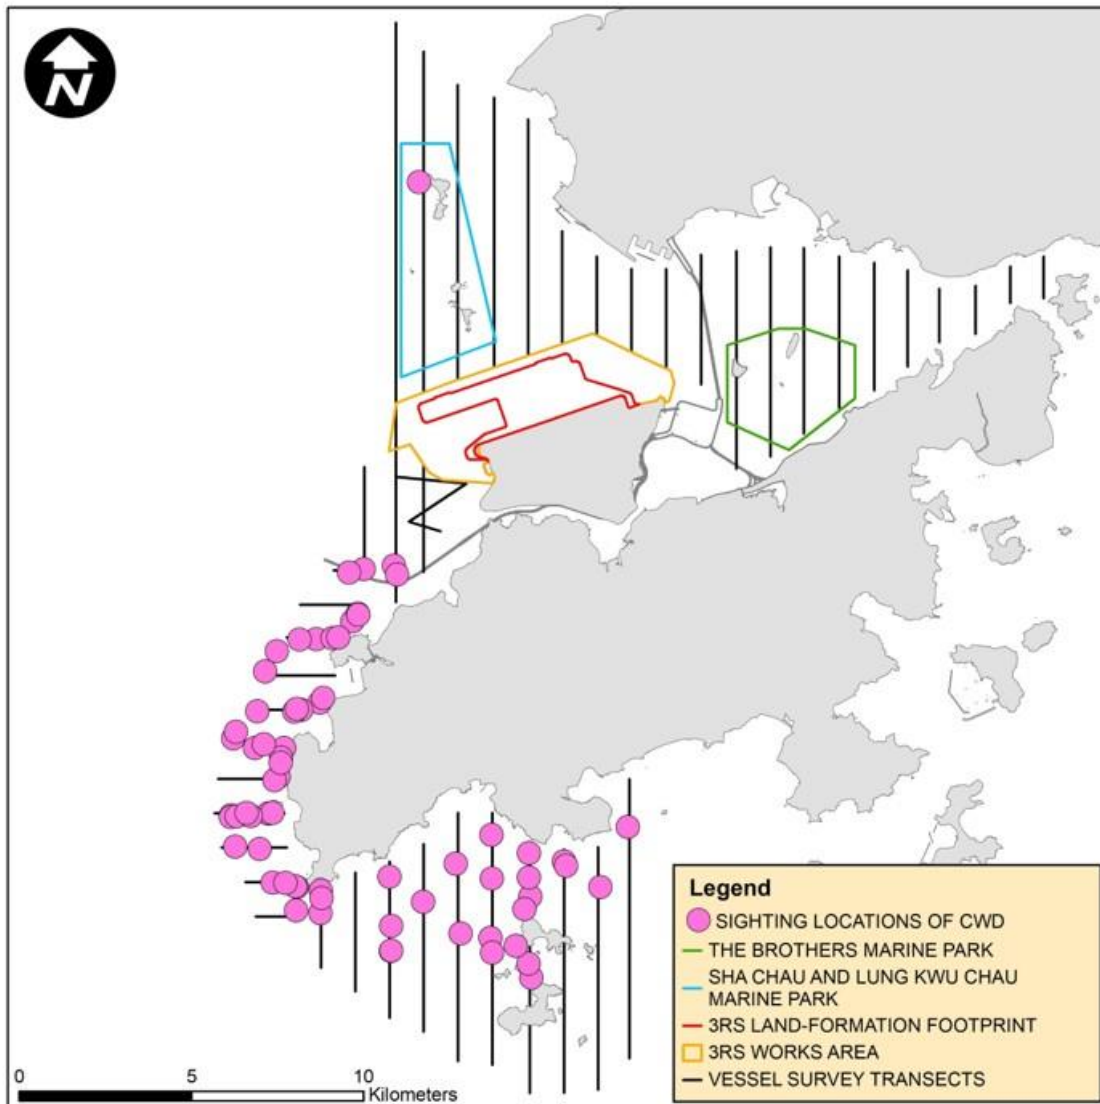 N
Legend
SIGHTING LOCATIONS OF CWD
THE BROTHERS MARINE PARK
SHA CHAU AND LUNG KWU CHAU
MARINE PARK
3RS LAND-FORMATION FOOTPRINT
3RS WORKS AREA
VESSEL SURVEY TRANSECTS
0 5 10
Kilometers